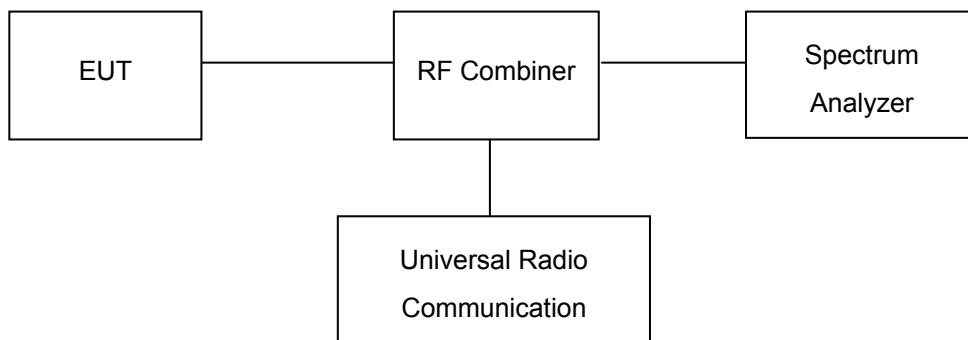 EUT
RF Combiner
Spectrum
Analyzer
Universal Radio
Communication